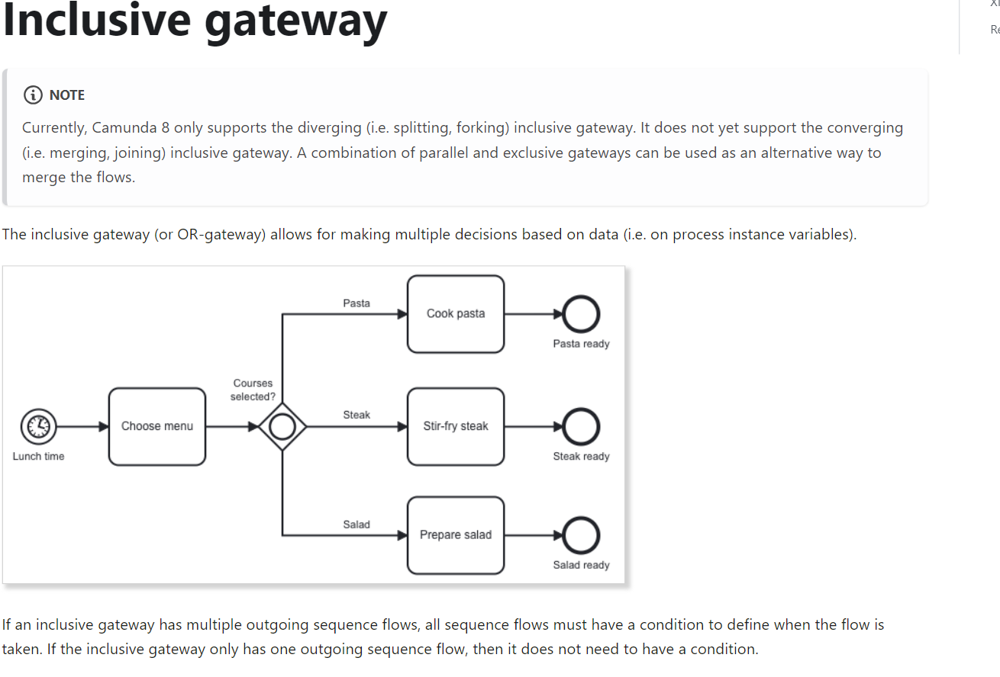 Inclusive gateway
NOTE
Currently, Camunda 8 only supports the diverging (i.e. splitting, forking) inclusive gateway. It does not yet support the converging
(i.e. merging, joining) inclusive gateway. A combination of parallel and exclusive gateways can be used as an alternative way to
merge the flows.
The inclusive gateway (or OR-gateway) allows for making multiple decisions based on data (i.e. on process instance variables).
Pasta
Cook pasta
Pasta ready
Courses
selected?
Choose menu
Lunch time
Steak
Stir-fry steak
Steak ready
Salad
Prepare salad
Salad ready
If an inclusive gateway has multiple outgoing sequence flows, all sequence flows must have a condition to define when the flow is
taken. If the inclusive gateway only has one outgoing sequence flow, then it does not need to have a condition.